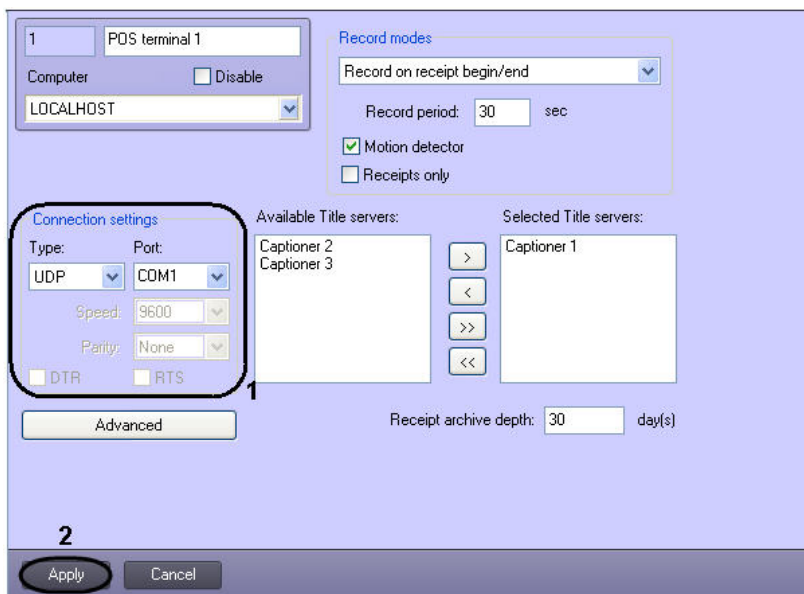 1 POS terminal 1
Computer Disable
LOCALHOST
Record modes
Record on receipt begin/end
Record period: 30 sec
Motion detector
Receipts only
Connection settings
Type: Port:
UDP COM1
Speed: 9600
Parity: None
DTR RTS
1
Available Title servers:
Captioner 2
Captioner 3
>
<
>>
<<
Selected Title servers:
Captioner 1
Advanced
Receipt archive depth: 30 day(s)
2
Apply Cancel